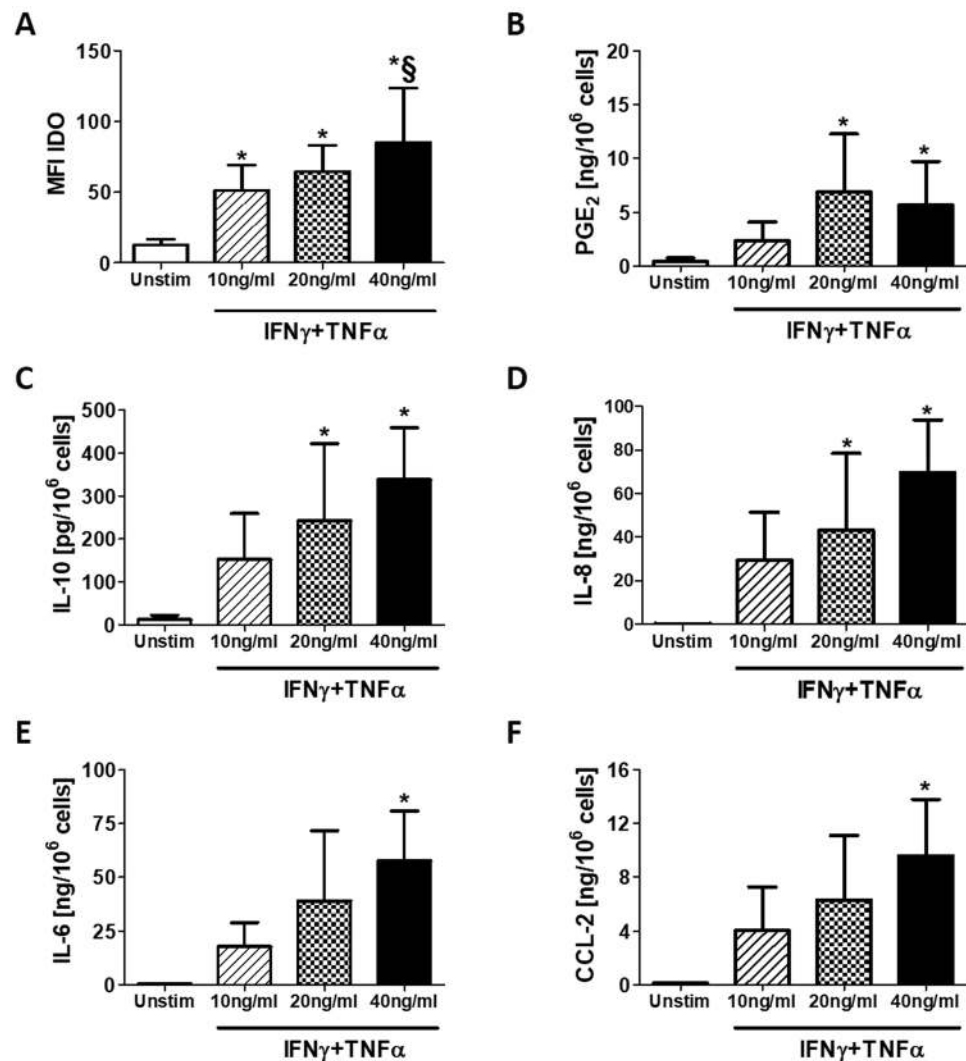 A
MFI IDO
150
100
50
0
* * *§
Unstim 10ng/ml 20ng/ml 40ng/ml
IFNγ+TNFα
B
PGE₂ [ng/10⁶ cells]
20
15
10
5
0
* *
Unstim 10ng/ml 20ng/ml 40ng/ml
IFNγ+TNFα
C
IL-10 [pg/10⁶ cells]
500
400
300
200
100
0
* *
Unstim 10ng/ml 20ng/ml 40ng/ml
IFNγ+TNFα
D
IL-8 [ng/10⁶ cells]
100
80
60
40
20
0
* *
Unstim 10ng/ml 20ng/ml 40ng/ml
IFNγ+TNFα
E
IL-6 [ng/10⁶ cells]
100
75
50
25
0
*
Unstim 10ng/ml 20ng/ml 40ng/ml
IFNγ+TNFα
F
CCL-2 [ng/10⁶ cells]
16
12
8
4
0
*
Unstim 10ng/ml 20ng/ml 40ng/ml
IFNγ+TNFα